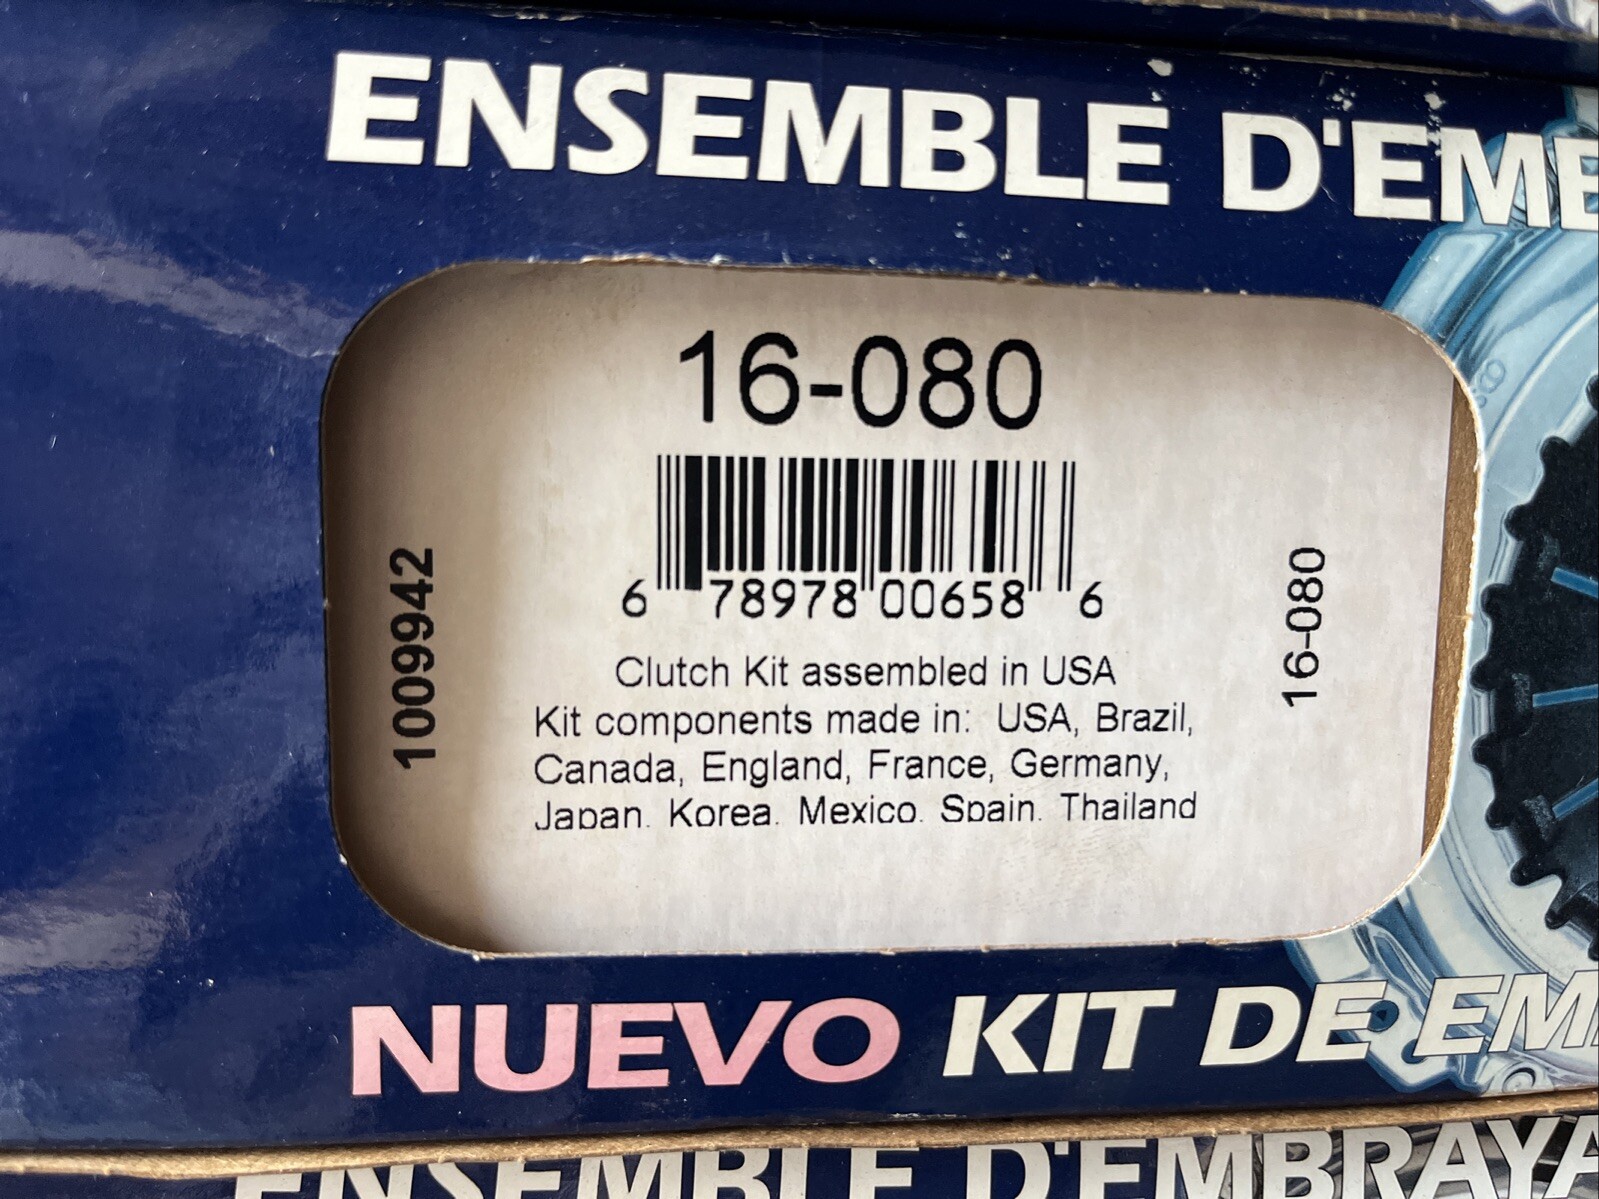 ENSEMBLE D'EMB
16-080
6 78978 00658 6
1009942
16-080
Clutch Kit assembled in USA
Kit components made in: USA, Brazil,
Canada, England, France, Germany,
Japan, Korea, Mexico, Spain, Thailand
NUEVO KIT DE EM
ENSEMBLE D'EMBRAYA